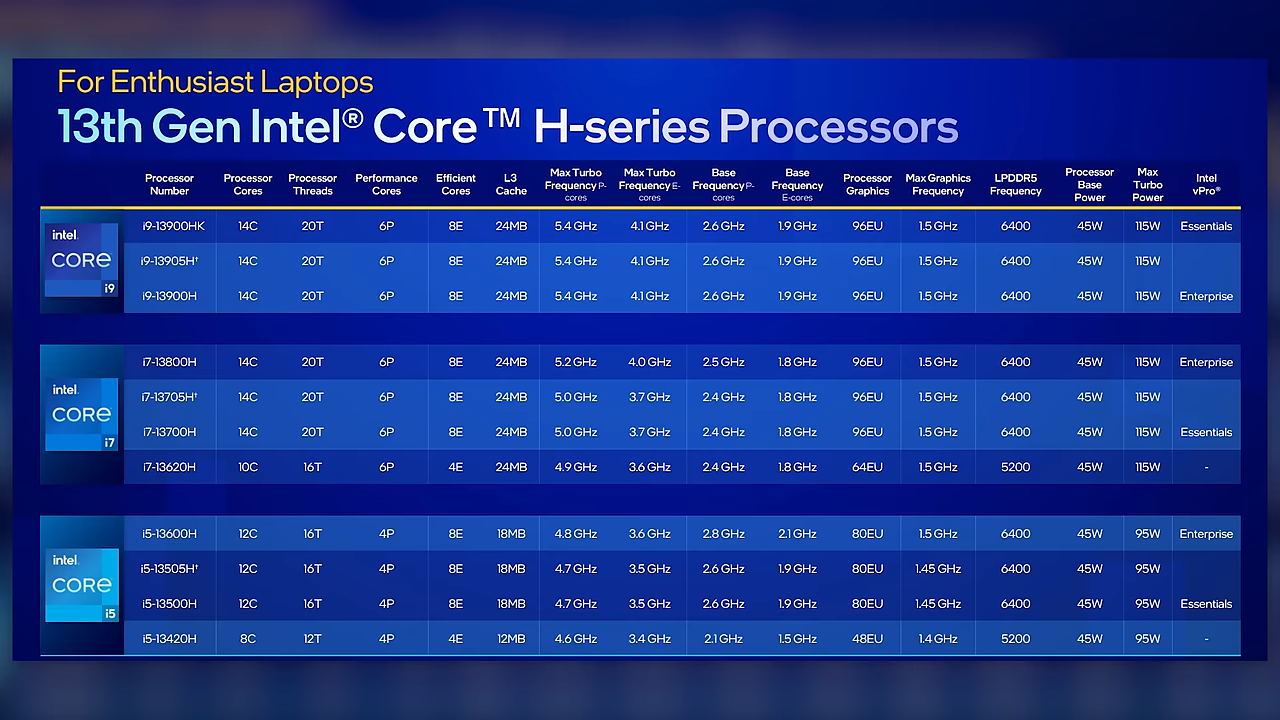 For Enthusiast Laptops
13th Gen Intel® Core™ H-series Processors
Processor Number Processor Cores Processor Threads Performance Cores Efficient Cores L3 Cache Max Turbo Frequency P-cores Max Turbo Frequency E-cores Base Frequency P-cores Base Frequency E-cores Processor Graphics Max Graphics Frequency LPDDR5 Frequency Processor Base Power Max Turbo Power Intel vPro®
intel.
CORE
i9
i9-13900HK 14C 20T 6P 8E 24MB 5.4 GHz 4.1 GHz 2.6 GHz 1.9 GHz 96EU 1.5 GHz 6400 45W 115W Essentials
i9-13905H† 14C 20T 6P 8E 24MB 5.4 GHz 4.1 GHz 2.6 GHz 1.9 GHz 96EU 1.5 GHz 6400 45W 115W
i9-13900H 14C 20T 6P 8E 24MB 5.4 GHz 4.1 GHz 2.6 GHz 1.9 GHz 96EU 1.5 GHz 6400 45W 115W Enterprise
intel.
CORE
i7
i7-13800H 14C 20T 6P 8E 24MB 5.2 GHz 4.0 GHz 2.5 GHz 1.8 GHz 96EU 1.5 GHz 6400 45W 115W Enterprise
i7-13705H† 14C 20T 6P 8E 24MB 5.0 GHz 3.7 GHz 2.4 GHz 1.8 GHz 96EU 1.5 GHz 6400 45W 115W
i7-13700H 14C 20T 6P 8E 24MB 5.0 GHz 3.7 GHz 2.4 GHz 1.8 GHz 96EU 1.5 GHz 6400 45W 115W Essentials
i7-13620H 10C 16T 6P 4E 24MB 4.9 GHz 3.6 GHz 2.4 GHz 1.8 GHz 64EU 1.5 GHz 5200 45W 115W -
intel.
CORE
i5
i5-13600H 12C 16T 4P 8E 18MB 4.8 GHz 3.6 GHz 2.8 GHz 2.1 GHz 80EU 1.5 GHz 6400 45W 95W Enterprise
i5-13505H† 12C 16T 4P 8E 18MB 4.7 GHz 3.5 GHz 2.6 GHz 1.9 GHz 80EU 1.45 GHz 6400 45W 95W
i5-13500H 12C 16T 4P 8E 18MB 4.7 GHz 3.5 GHz 2.6 GHz 1.9 GHz 80EU 1.45 GHz 6400 45W 95W Essentials
i5-13420H 8C 12T 4P 4E 12MB 4.6 GHz 3.4 GHz 2.1 GHz 1.5 GHz 48EU 1.4 GHz 5200 45W 95W -